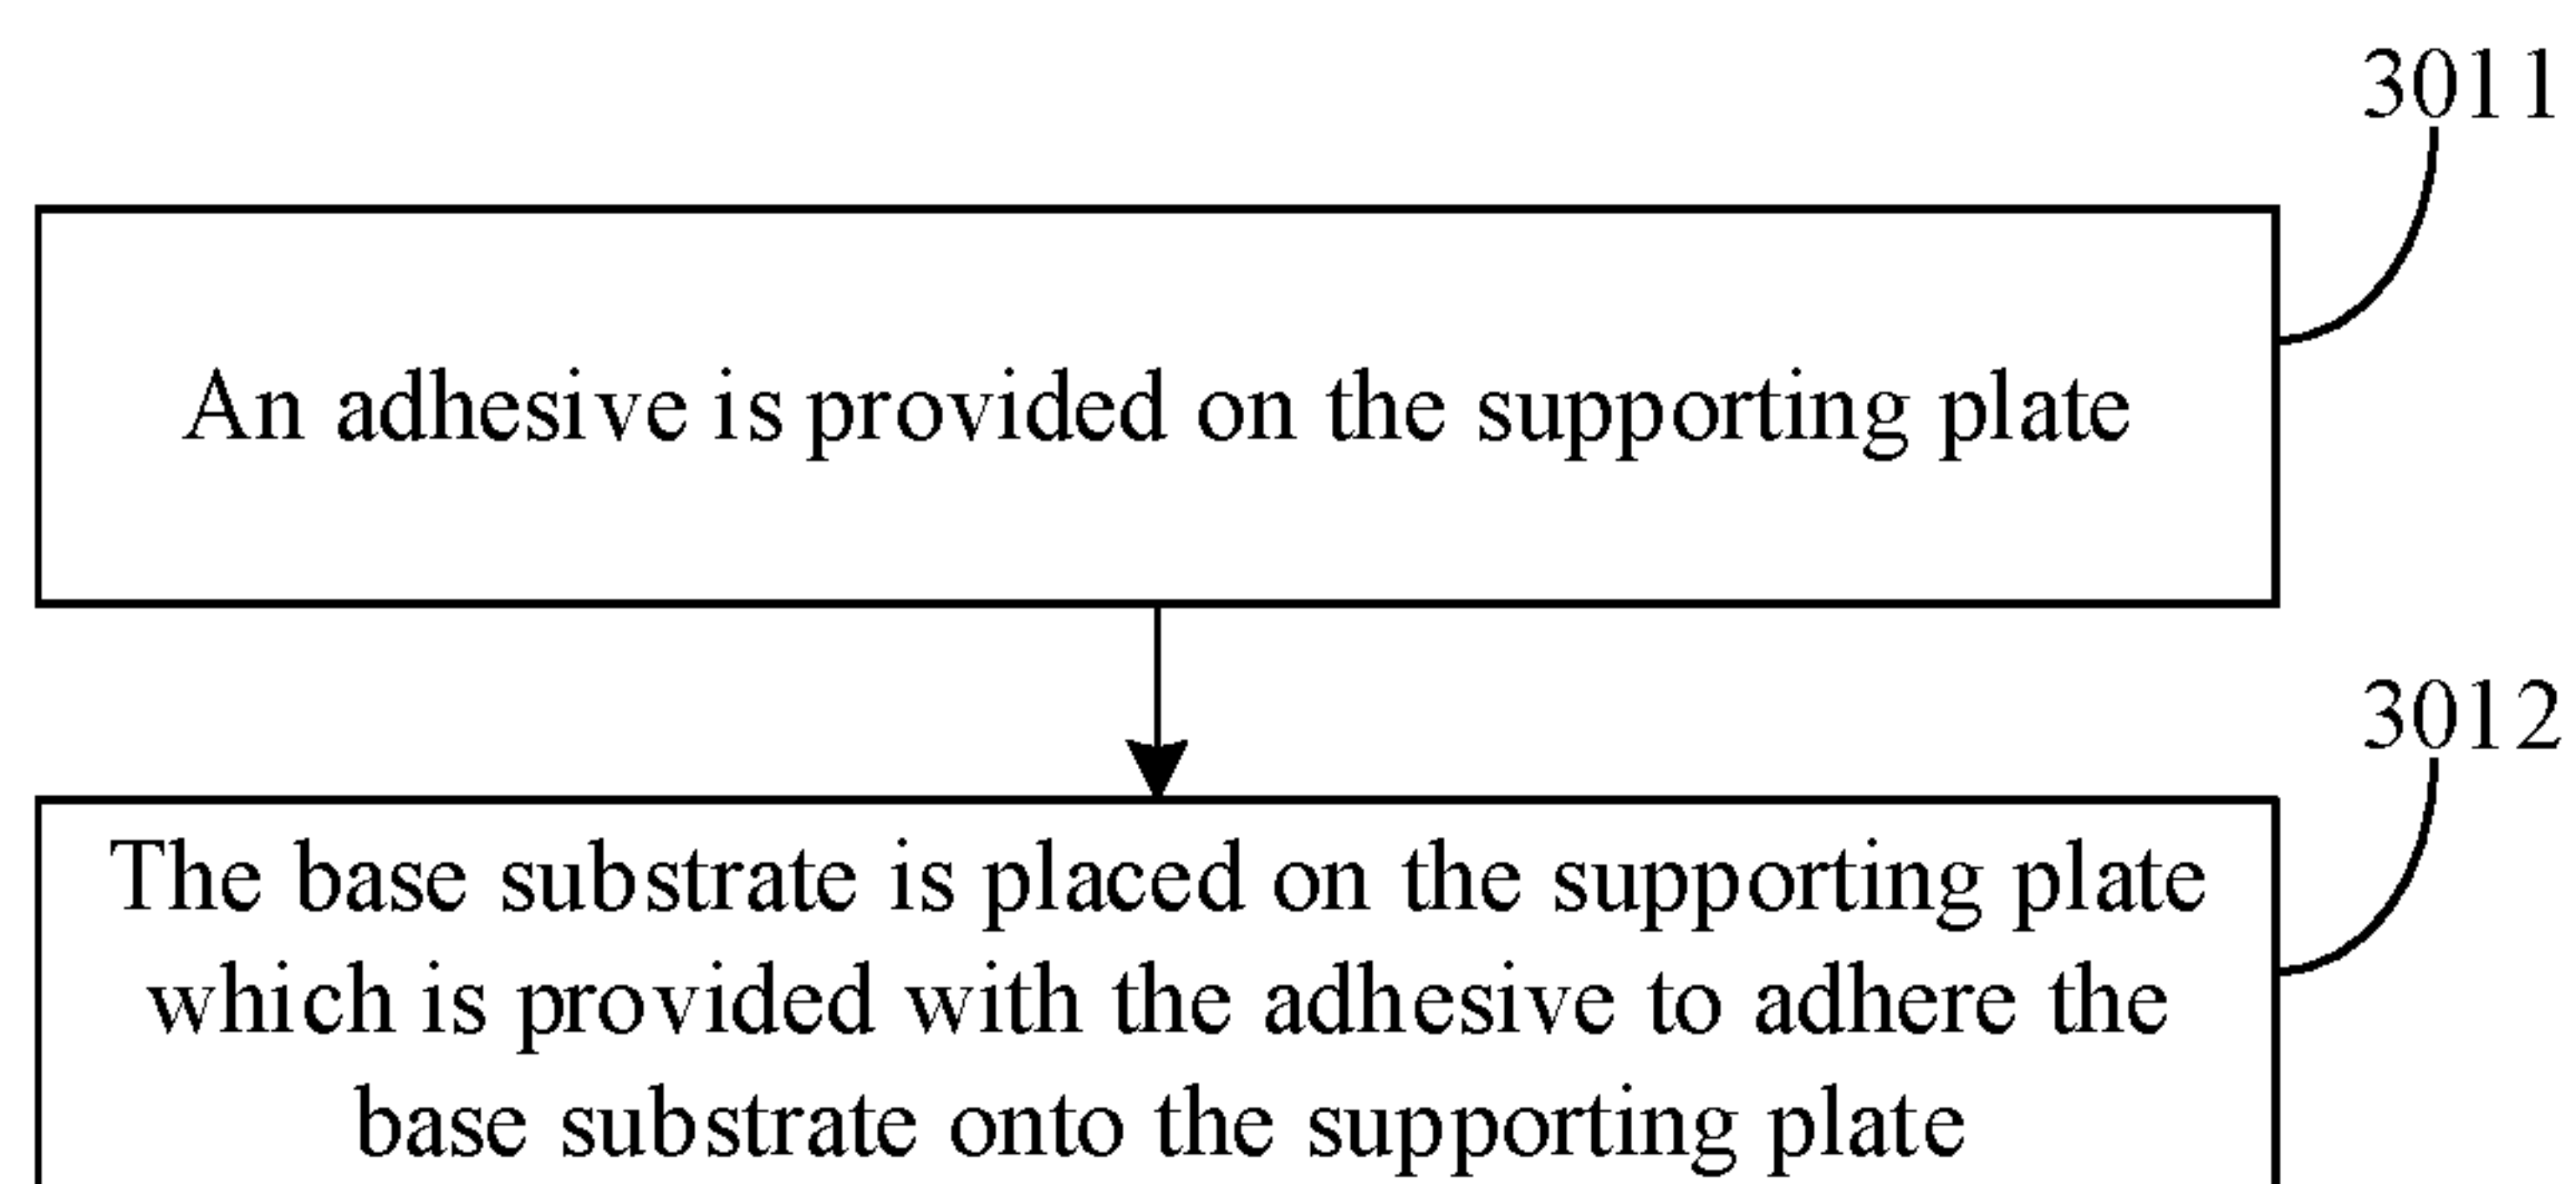 3011
An adhesive is provided on the supporting plate
3012
The base substrate is placed on the supporting plate
which is provided with the adhesive to adhere the
base substrate onto the supporting plate